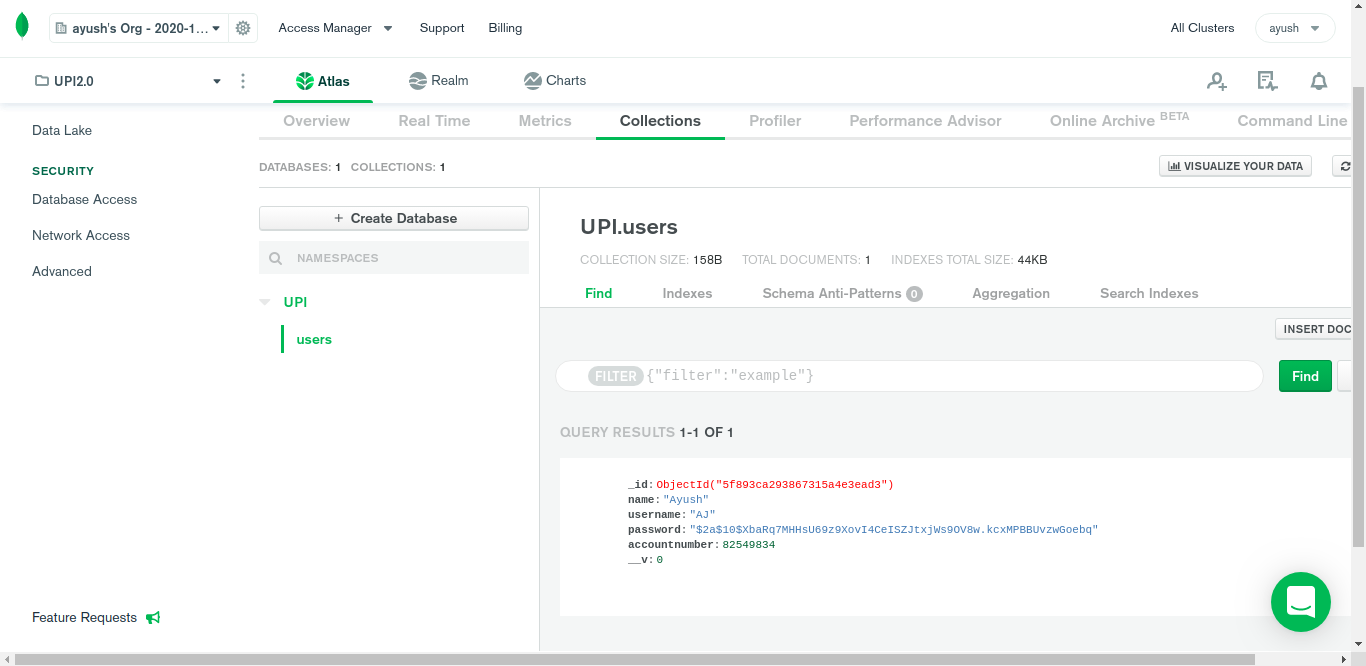 ayush's Org - 2020-1...
Access Manager
Support
Billing
All Clusters
ayush
UPI2.0
Atlas
Realm
Charts
Data Lake
SECURITY
Database Access
Network Access
Advanced
Feature Requests
Overview
Real Time
Metrics
Collections
Profiler
Performance Advisor
Online Archive BETA
Command Line
DATABASES: 1 COLLECTIONS: 1
VISUALIZE YOUR DATA
+ Create Database
NAMESPACES
UPI
users
UPI.users
COLLECTION SIZE: 158B TOTAL DOCUMENTS: 1 INDEXES TOTAL SIZE: 44KB
Find
Indexes
Schema Anti-Patterns 0
Aggregation
Search Indexes
INSERT DOC
FILTER {"filter":"example"}
Find
QUERY RESULTS 1-1 OF 1
_id: ObjectId("5f893ca293867315a4e3ead3")
name: "Ayush"
username: "AJ"
password: "$2a$10$XbaRq7MHHsU69z9XovI4CeISZJtxjWs9OV8w.kcxMPBBUvzwGoebq"
accountnumber: 82549834
__v: 0